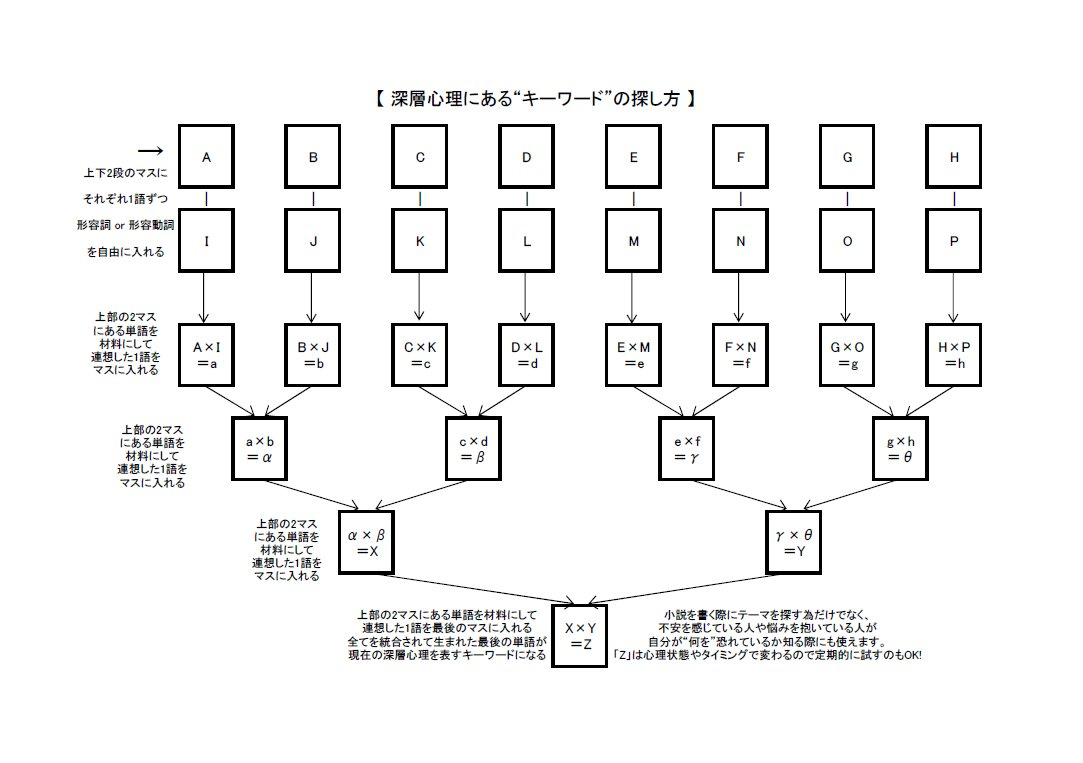 【 深層心理にある“キーワード”の探し方 】
→
上下2段のマスに
それぞれ1語ずつ
形容詞 or 形容動詞
を自由に入れる
A
B
C
D
E
F
G
H
I
J
K
L
M
N
O
P
上部の2マス
にある単語を
材料にして
連想した1語を
マスに入れる
A×I
=a
B×J
=b
C×K
=c
D×L
=d
E×M
=e
F×N
=f
G×O
=g
H×P
=h
上部の2マス
にある単語を
材料にして
連想した1語を
マスに入れる
a×b
=α
c×d
=β
e×f
=γ
g×h
=θ
上部の2マス
にある単語を
材料にして
連想した1語を
マスに入れる
α×β
=X
γ×θ
=Y
上部の2マスにある単語を材料にして
連想した1語を最後のマスに入れる
全てを統合されて生まれた最後の単語が
現在の深層心理を表すキーワードになる
X×Y
=Z
小説を書く際にテーマを探す為だけでなく、
不安を感じている人や悩みを抱いている人が
自分が“何を”恐れているか知る際にも使えます。
「Z」は心理状態やタイミングで変わるので定期的に試すのもOK!